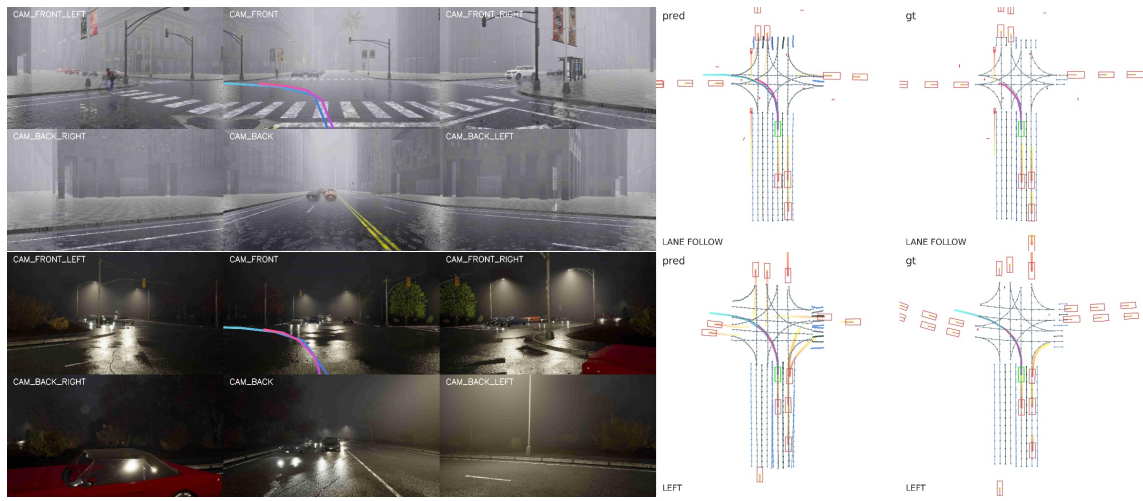 CAM_FRONT_LEFT
CAM_FRONT
CAM_FRONT_RIGHT
pred
gt
CAM_BACK_RIGHT
CAM_BACK
CAM_BACK_LEFT
LANE FOLLOW
LANE FOLLOW
CAM_FRONT_LEFT
CAM_FRONT
CAM_FRONT_RIGHT
pred
gt
CAM_BACK_RIGHT
CAM_BACK
CAM_BACK_LEFT
LEFT
LEFT